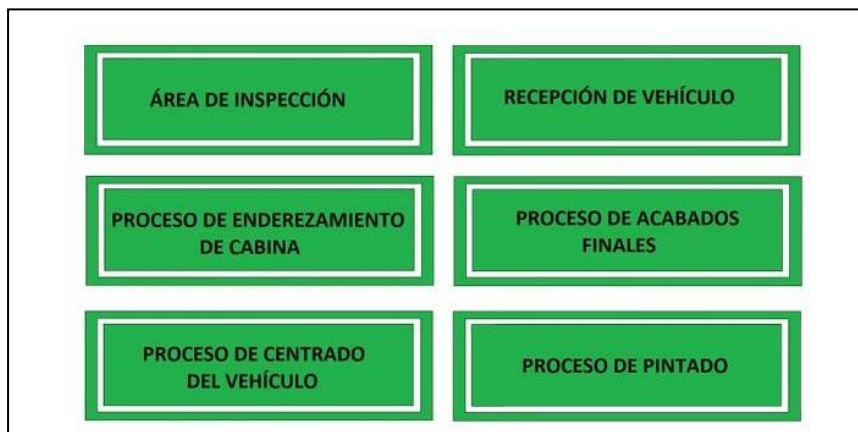 ÁREA DE INSPECCIÓN
RECEPCIÓN DE VEHÍCULO
PROCESO DE ENDEREZAMIENTO
DE CABINA
PROCESO DE ACABADOS
FINALES
PROCESO DE CENTRADO
DEL VEHÍCULO
PROCESO DE PINTADO